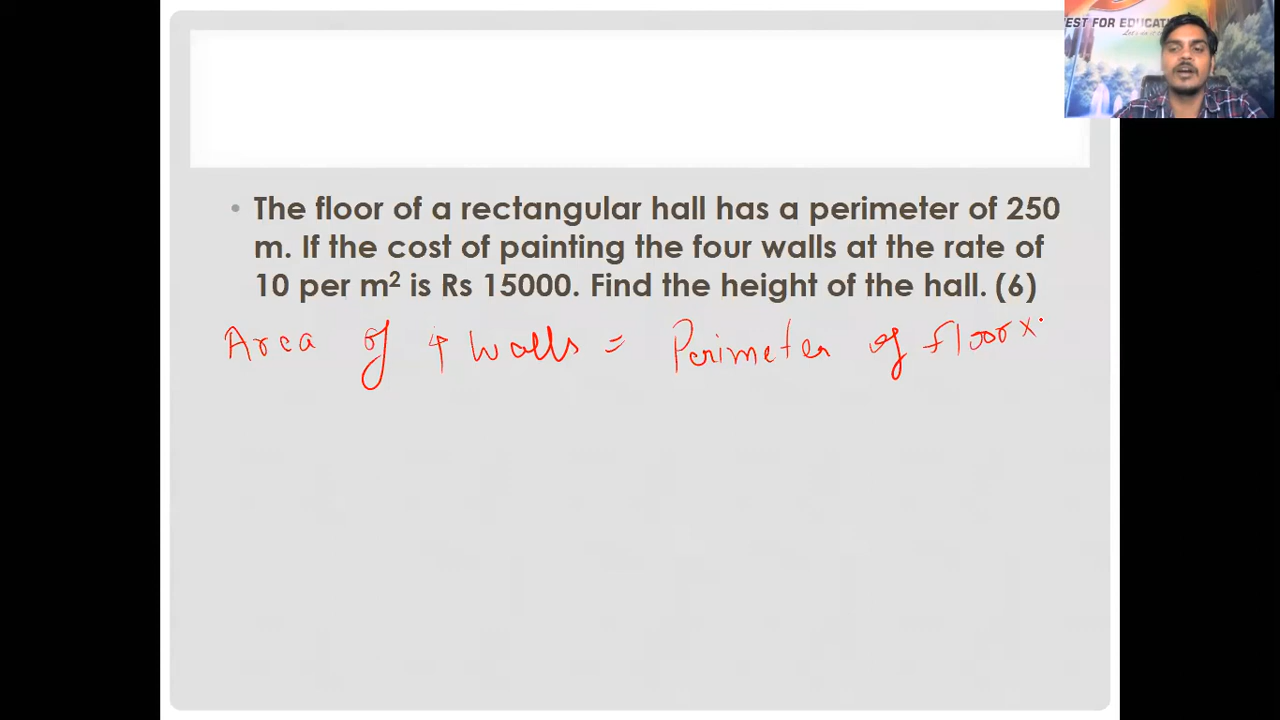 EST FOR EDUCATI
The floor of a rectangular hall has a perimeter of 250
m. If the cost of painting the four walls at the rate of
10 per m² is Rs 15000. Find the height of the hall. (6)
Area of 4 Walls = Perimeter of floor ×